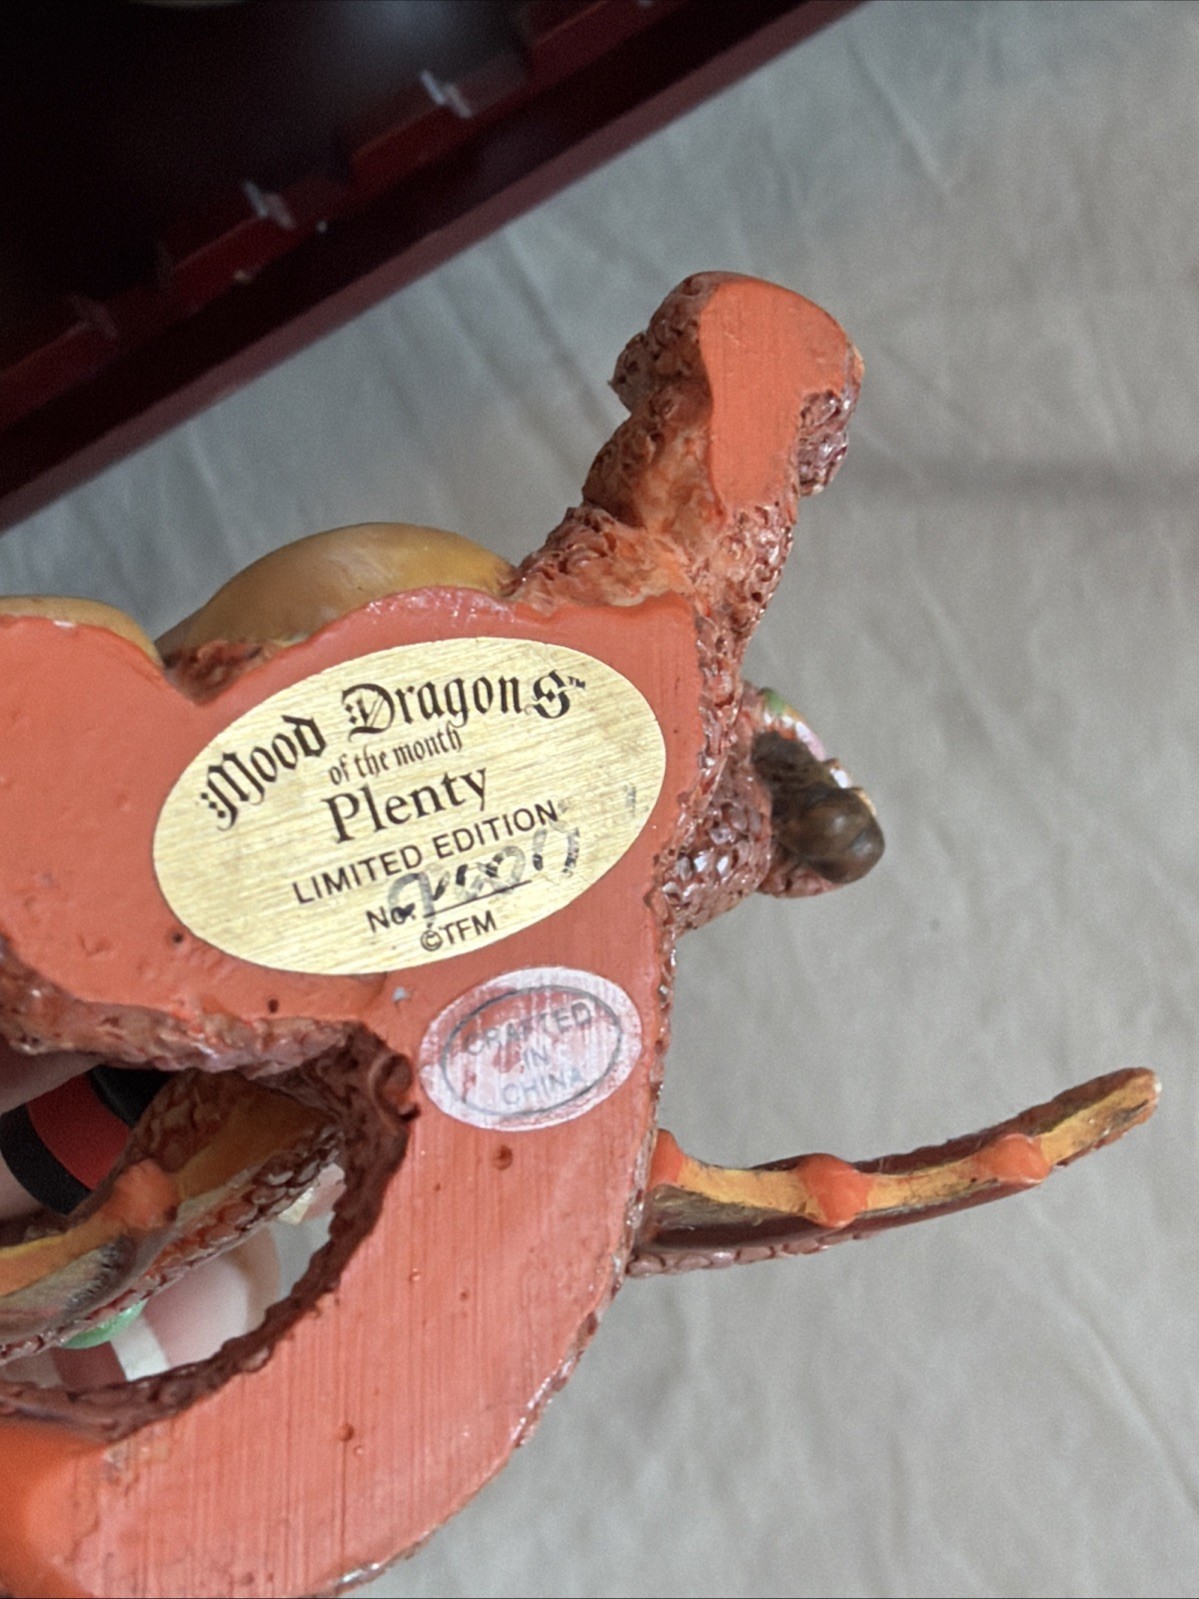 Mood Dragons™
of the month
Plenty
LIMITED EDITION
No.
©TFM
CRAFTED
IN
CHINA